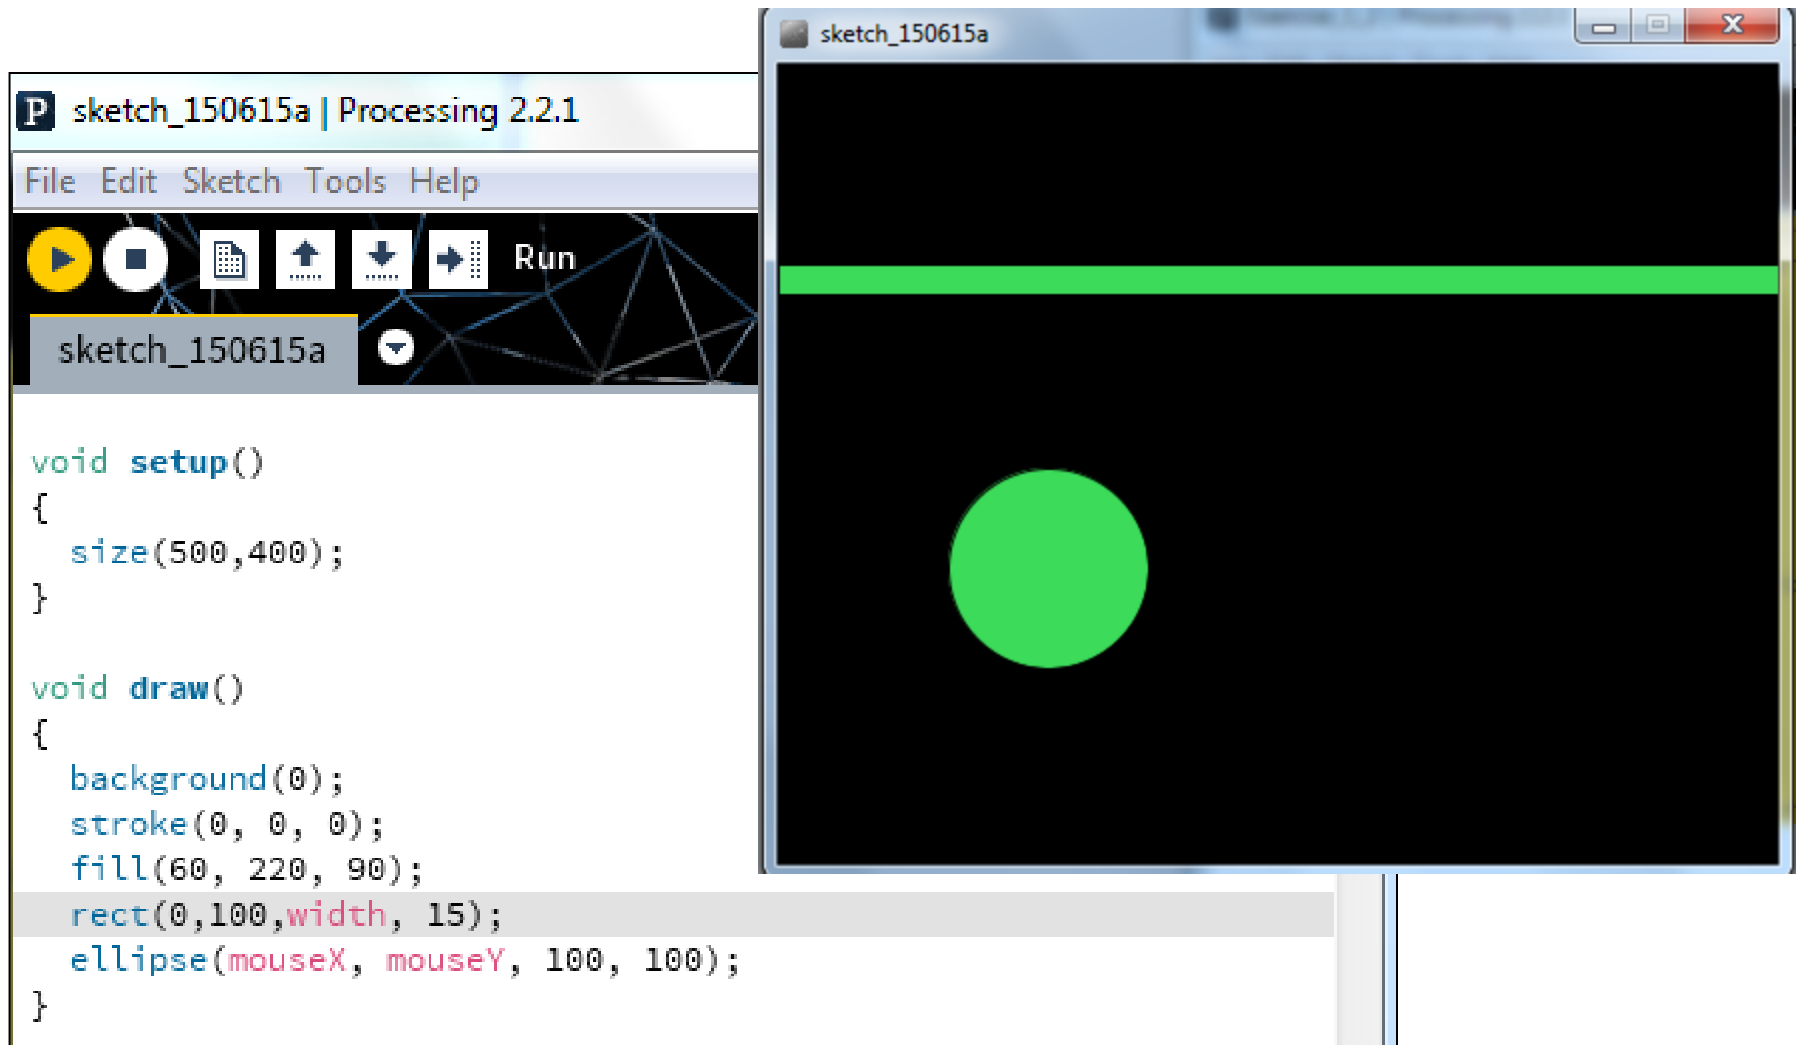 sketch_150615a
sketch_150615a | Processing 2.2.1
File Edit Sketch Tools Help
Run
sketch_150615a
void setup()
{
  size(500,400);
}
void draw()
{
  background(0);
  stroke(0, 0, 0);
  fill(60, 220, 90);
  rect(0,100,width, 15);
  ellipse(mouseX, mouseY, 100, 100);
}